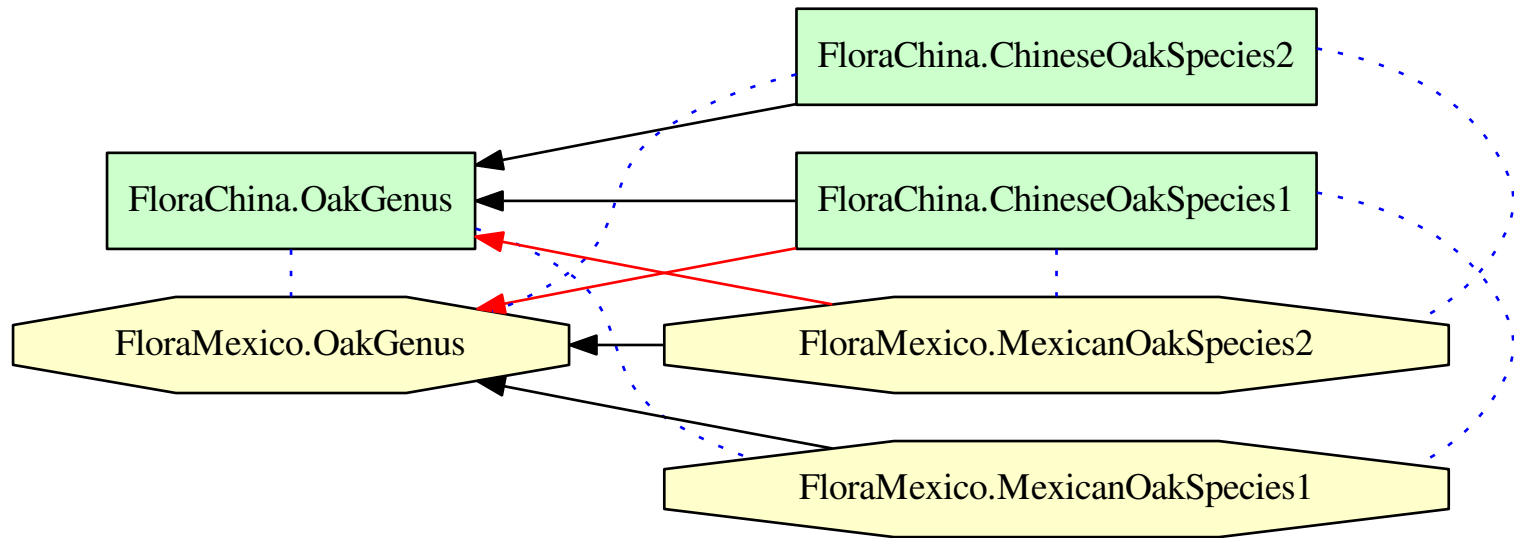 FloraChina.ChineseOakSpecies2
FloraChina.OakGenus
FloraChina.ChineseOakSpecies1
FloraMexico.OakGenus
FloraMexico.MexicanOakSpecies2
FloraMexico.MexicanOakSpecies1